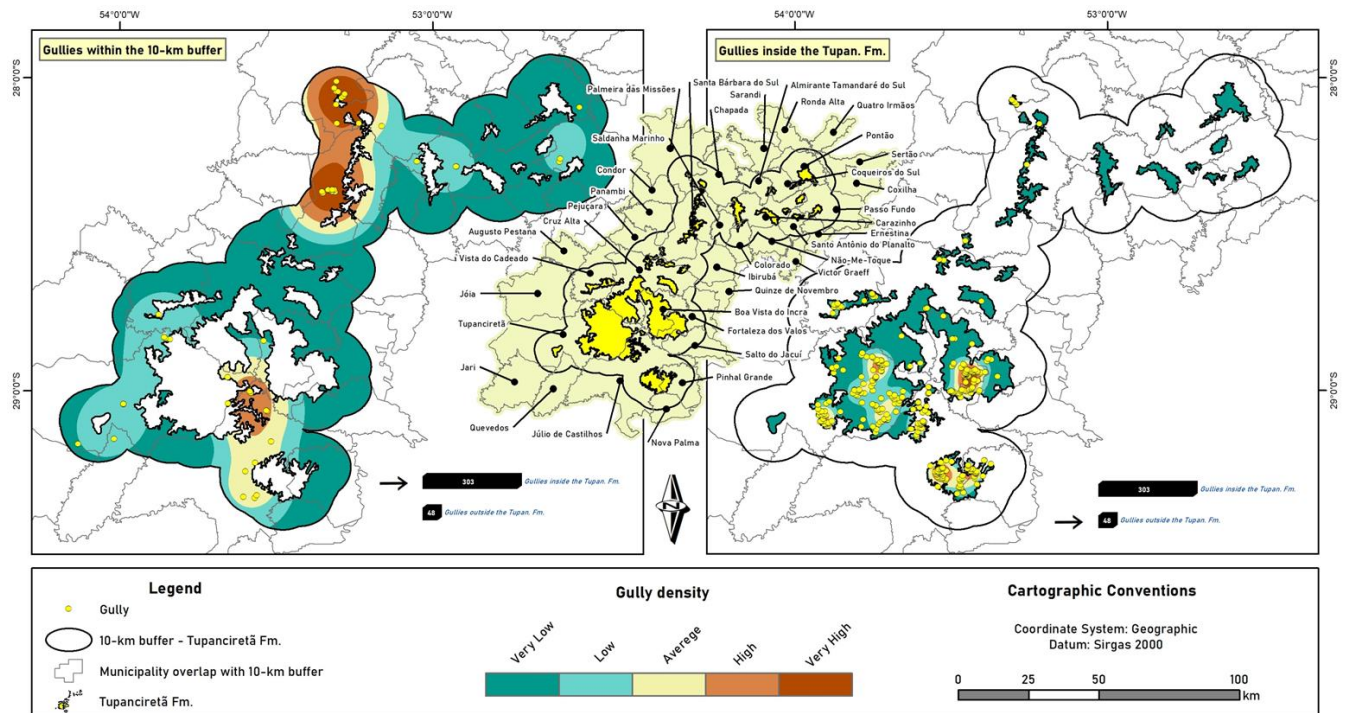 54°0'0"W
53°0'0"W
54°0'0"W
53°0'0"W
28°0'0"S
29°0'0"S
28°0'0"S
29°0'0"S
Gullies within the 10-km buffer
Gullies inside the Tupan. Fm.
Palmeira das Missões
Santa Bárbara do Sul
Sarandi
Chapada
Almirante Tamandaré do Sul
Ronda Alta
Quatro Irmãos
Pontão
Saldanha Marinho
Sertão
Coqueiros do Sul
Condor
Coxilha
Panambi
Pejuçara
Passo Fundo
Cruz Alta
Carazinho
Ernestina
Augusto Pestana
Santo Antônio do Planalto
Vista do Cadeado
Não-Me-Toque
Colorado
Victor Graeff
Ibirubá
Jóia
Quinze de Novembro
Boa Vista do Incra
Tupanciretã
Fortaleza dos Valos
Salto do Jacuí
Jari
Pinhal Grande
Quevedos
Júlio de Castilhos
Nova Palma
303
Gullies inside the Tupan. Fm.
48
Gullies outside the Tupan. Fm.
303
Gullies inside the Tupan. Fm.
48
Gullies outside the Tupan. Fm.
N
Legend
Gully
10-km buffer - Tupanciretã Fm.
Municipality overlap with 10-km buffer
Tupanciretã Fm.
Gully density
Very Low
Low
Averege
High
Very High
Cartographic Conventions
Coordinate System: Geographic
Datum: Sirgas 2000
0 25 50 100
km